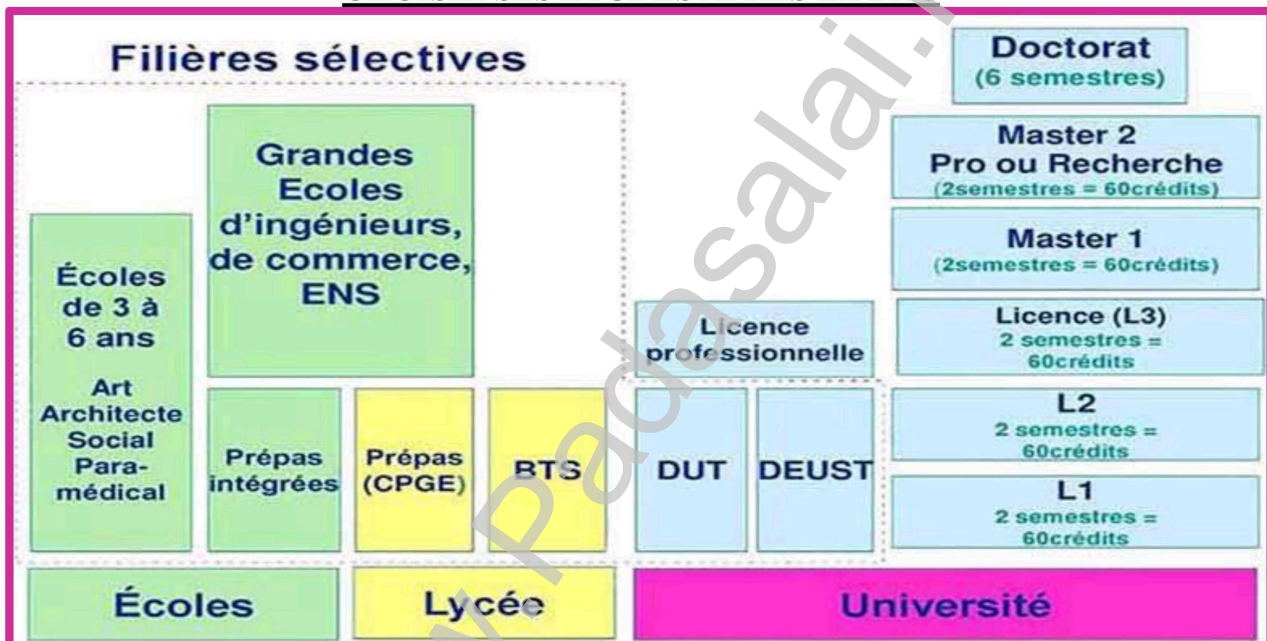 Filières sélectives
Doctorat
(6 semestres)
Master 2
Pro ou Recherche
(2semestres = 60crédits)
Master 1
(2semestres = 60crédits)
Licence (L3)
2 semestres =
60crédits
L2
2 semestres =
60crédits
L1
2 semestres =
60crédits
Grandes
Ecoles
d'ingénieurs,
de commerce,
ENS
Écoles
de 3 à
6 ans
Art
Architecte
Social
Para-
médical
Licence
professionnelle
Prépas
intégrées
Prépas
(CPGE)
BTS
DUT
DEUST
Écoles
Lycée
Université
www.Padasalai.